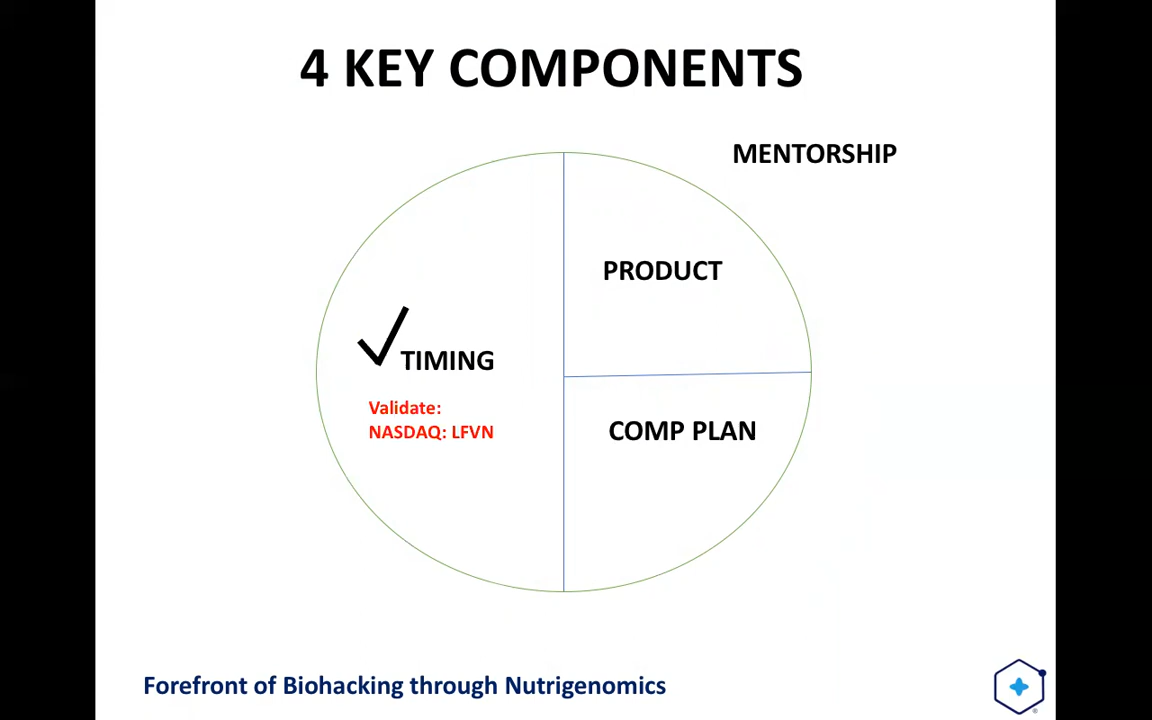 4 KEY COMPONENTS
MENTORSHIP
PRODUCT
TIMING
Validate:
NASDAQ: LFVN
COMP PLAN
Forefront of Biohacking through Nutrigenomics
®